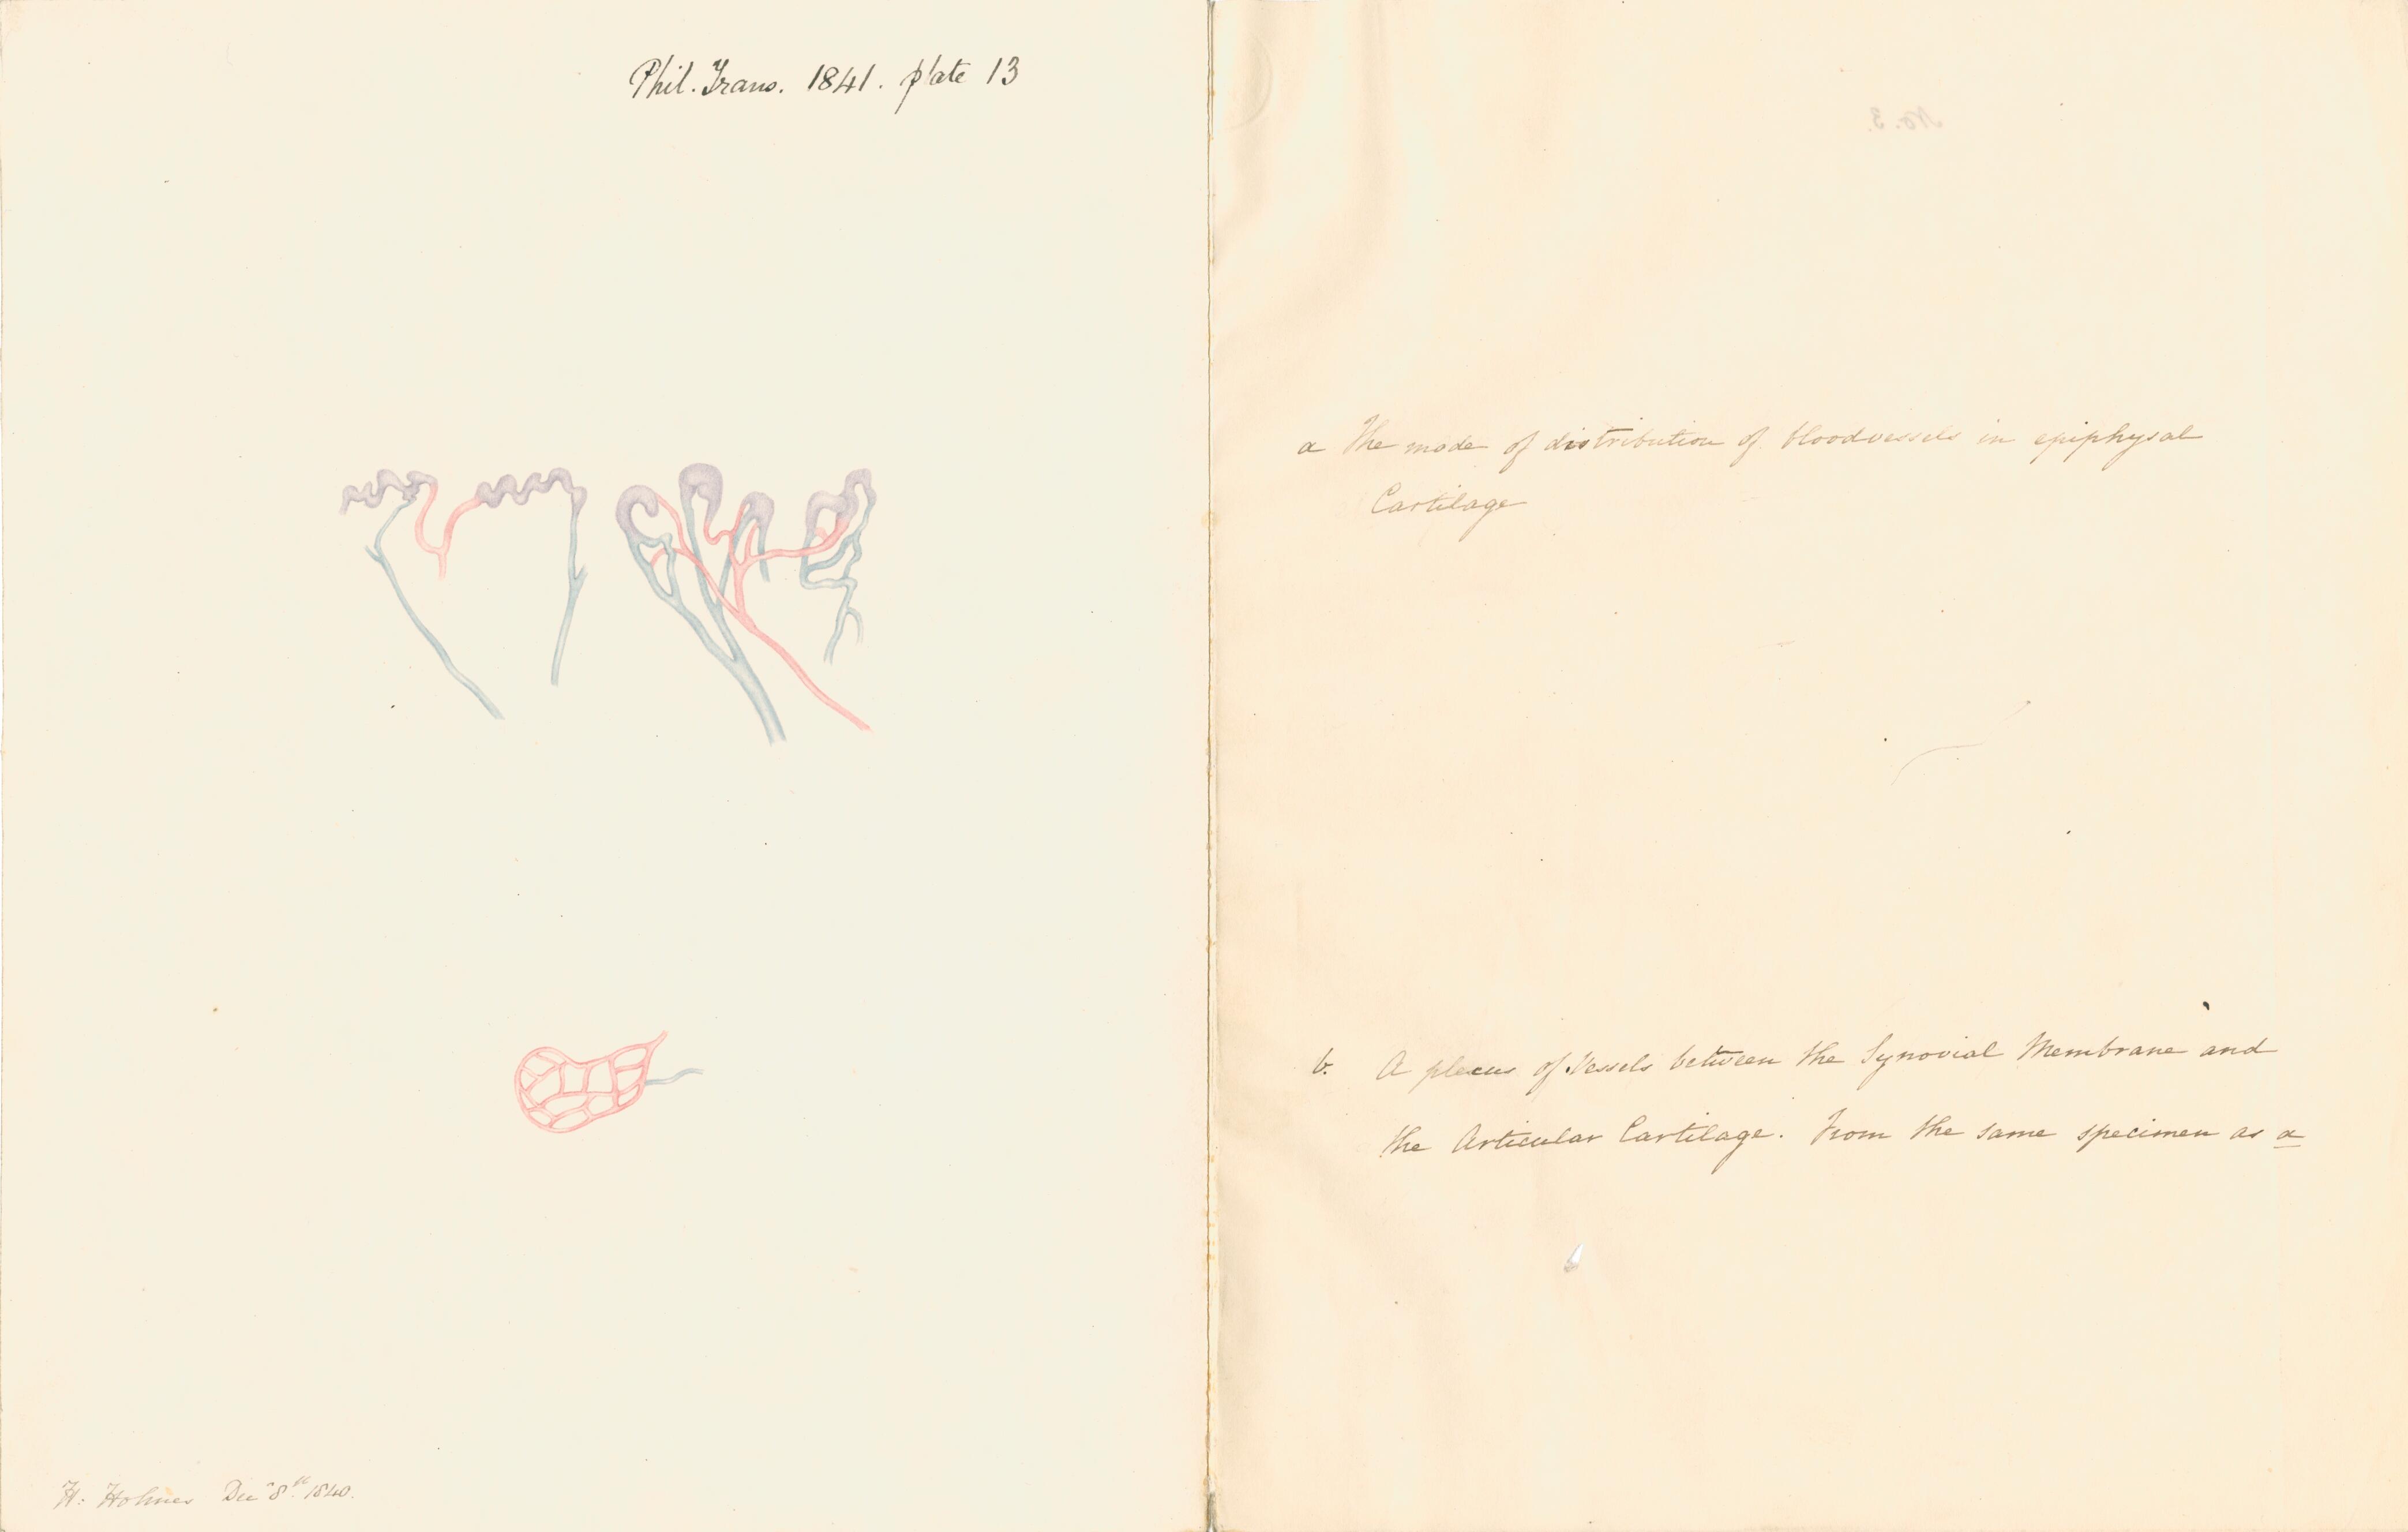 Phil. Trans. 1841. plate 13
H. Holmes Dec. 8th 1840.
No. 3.
a The mode of distribution of bloodvessels in epiphysal
Cartilage
b. A plexus of Vessels between the Synovial Membrane and
the Articular Cartilage. From the same specimen as a